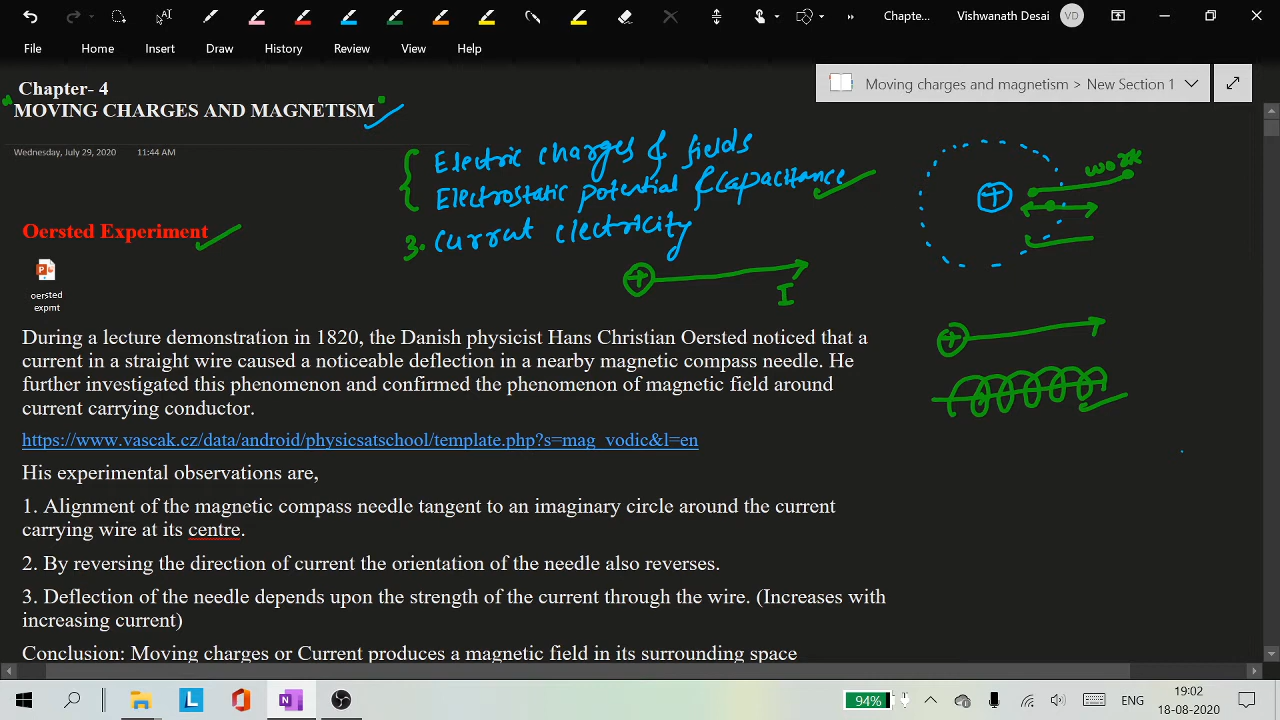 Chapte...
Vishwanath Desai
VD
File
Home
Insert
Draw
History
Review
View
Help
Chapter- 4
MOVING CHARGES AND MAGNETISM
Moving charges and magnetism > New Section 1
Wednesday, July 29, 2020 11:44 AM
Electric charges & fields
Electrostatic potential & capacitance
3. Current electricity
work
+
Oersted Experiment
oersted
expmt
+
I
+
During a lecture demonstration in 1820, the Danish physicist Hans Christian Oersted noticed that a
current in a straight wire caused a noticeable deflection in a nearby magnetic compass needle. He
further investigated this phenomenon and confirmed the phenomenon of magnetic field around
current carrying conductor.
https://www.vascak.cz/data/android/physicsatschool/template.php?s=mag_vodic&l=en
His experimental observations are,
1. Alignment of the magnetic compass needle tangent to an imaginary circle around the current
carrying wire at its centre.
2. By reversing the direction of current the orientation of the needle also reverses.
3. Deflection of the needle depends upon the strength of the current through the wire. (Increases with
increasing current)
Conclusion: Moving charges or Current produces a magnetic field in its surrounding space
94%
ENG
19:02
18-08-2020